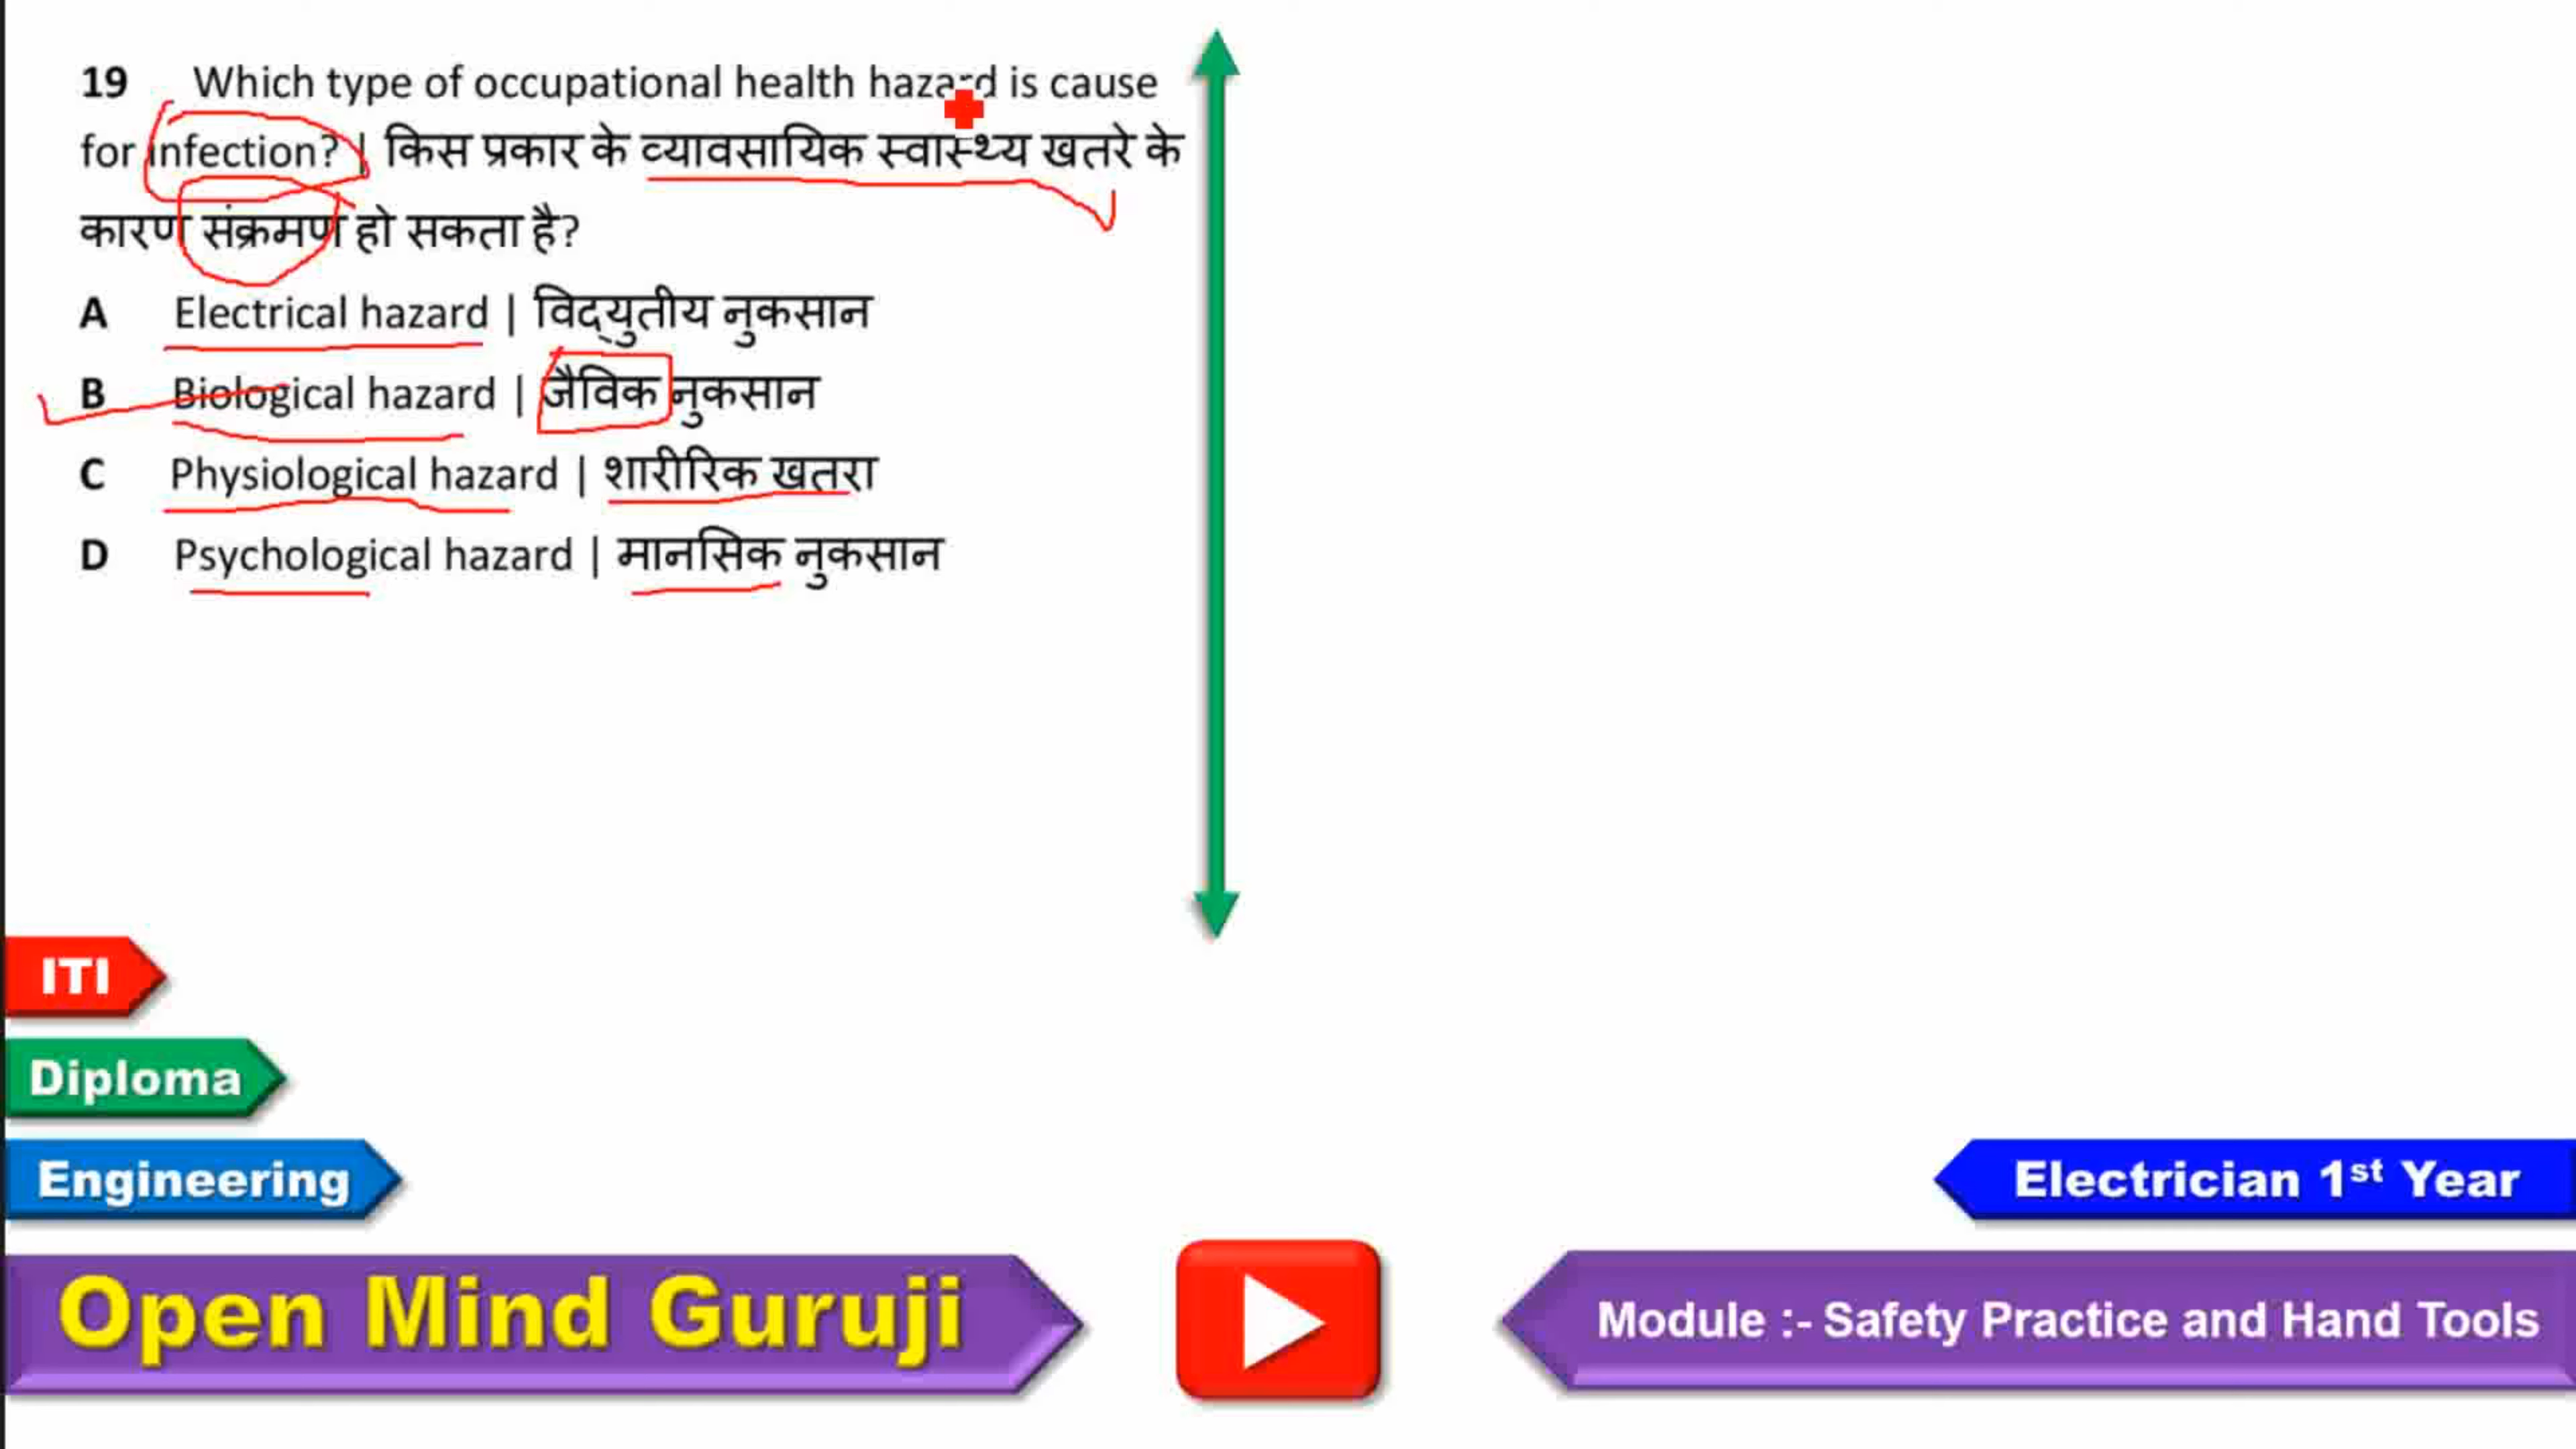 19 Which type of occupational health hazard is cause
for infection? | किस प्रकार के व्यावसायिक स्वास्थ्य खतरे के
कारण संक्रमण हो सकता है?
A Electrical hazard | विद्युतीय नुकसान
B Biological hazard | जैविक नुकसान
C Physiological hazard | शारीरिक खतरा
D Psychological hazard | मानसिक नुकसान
ITI
Diploma
Engineering
Electrician 1st Year
Open Mind Guruji
Module :- Safety Practice and Hand Tools